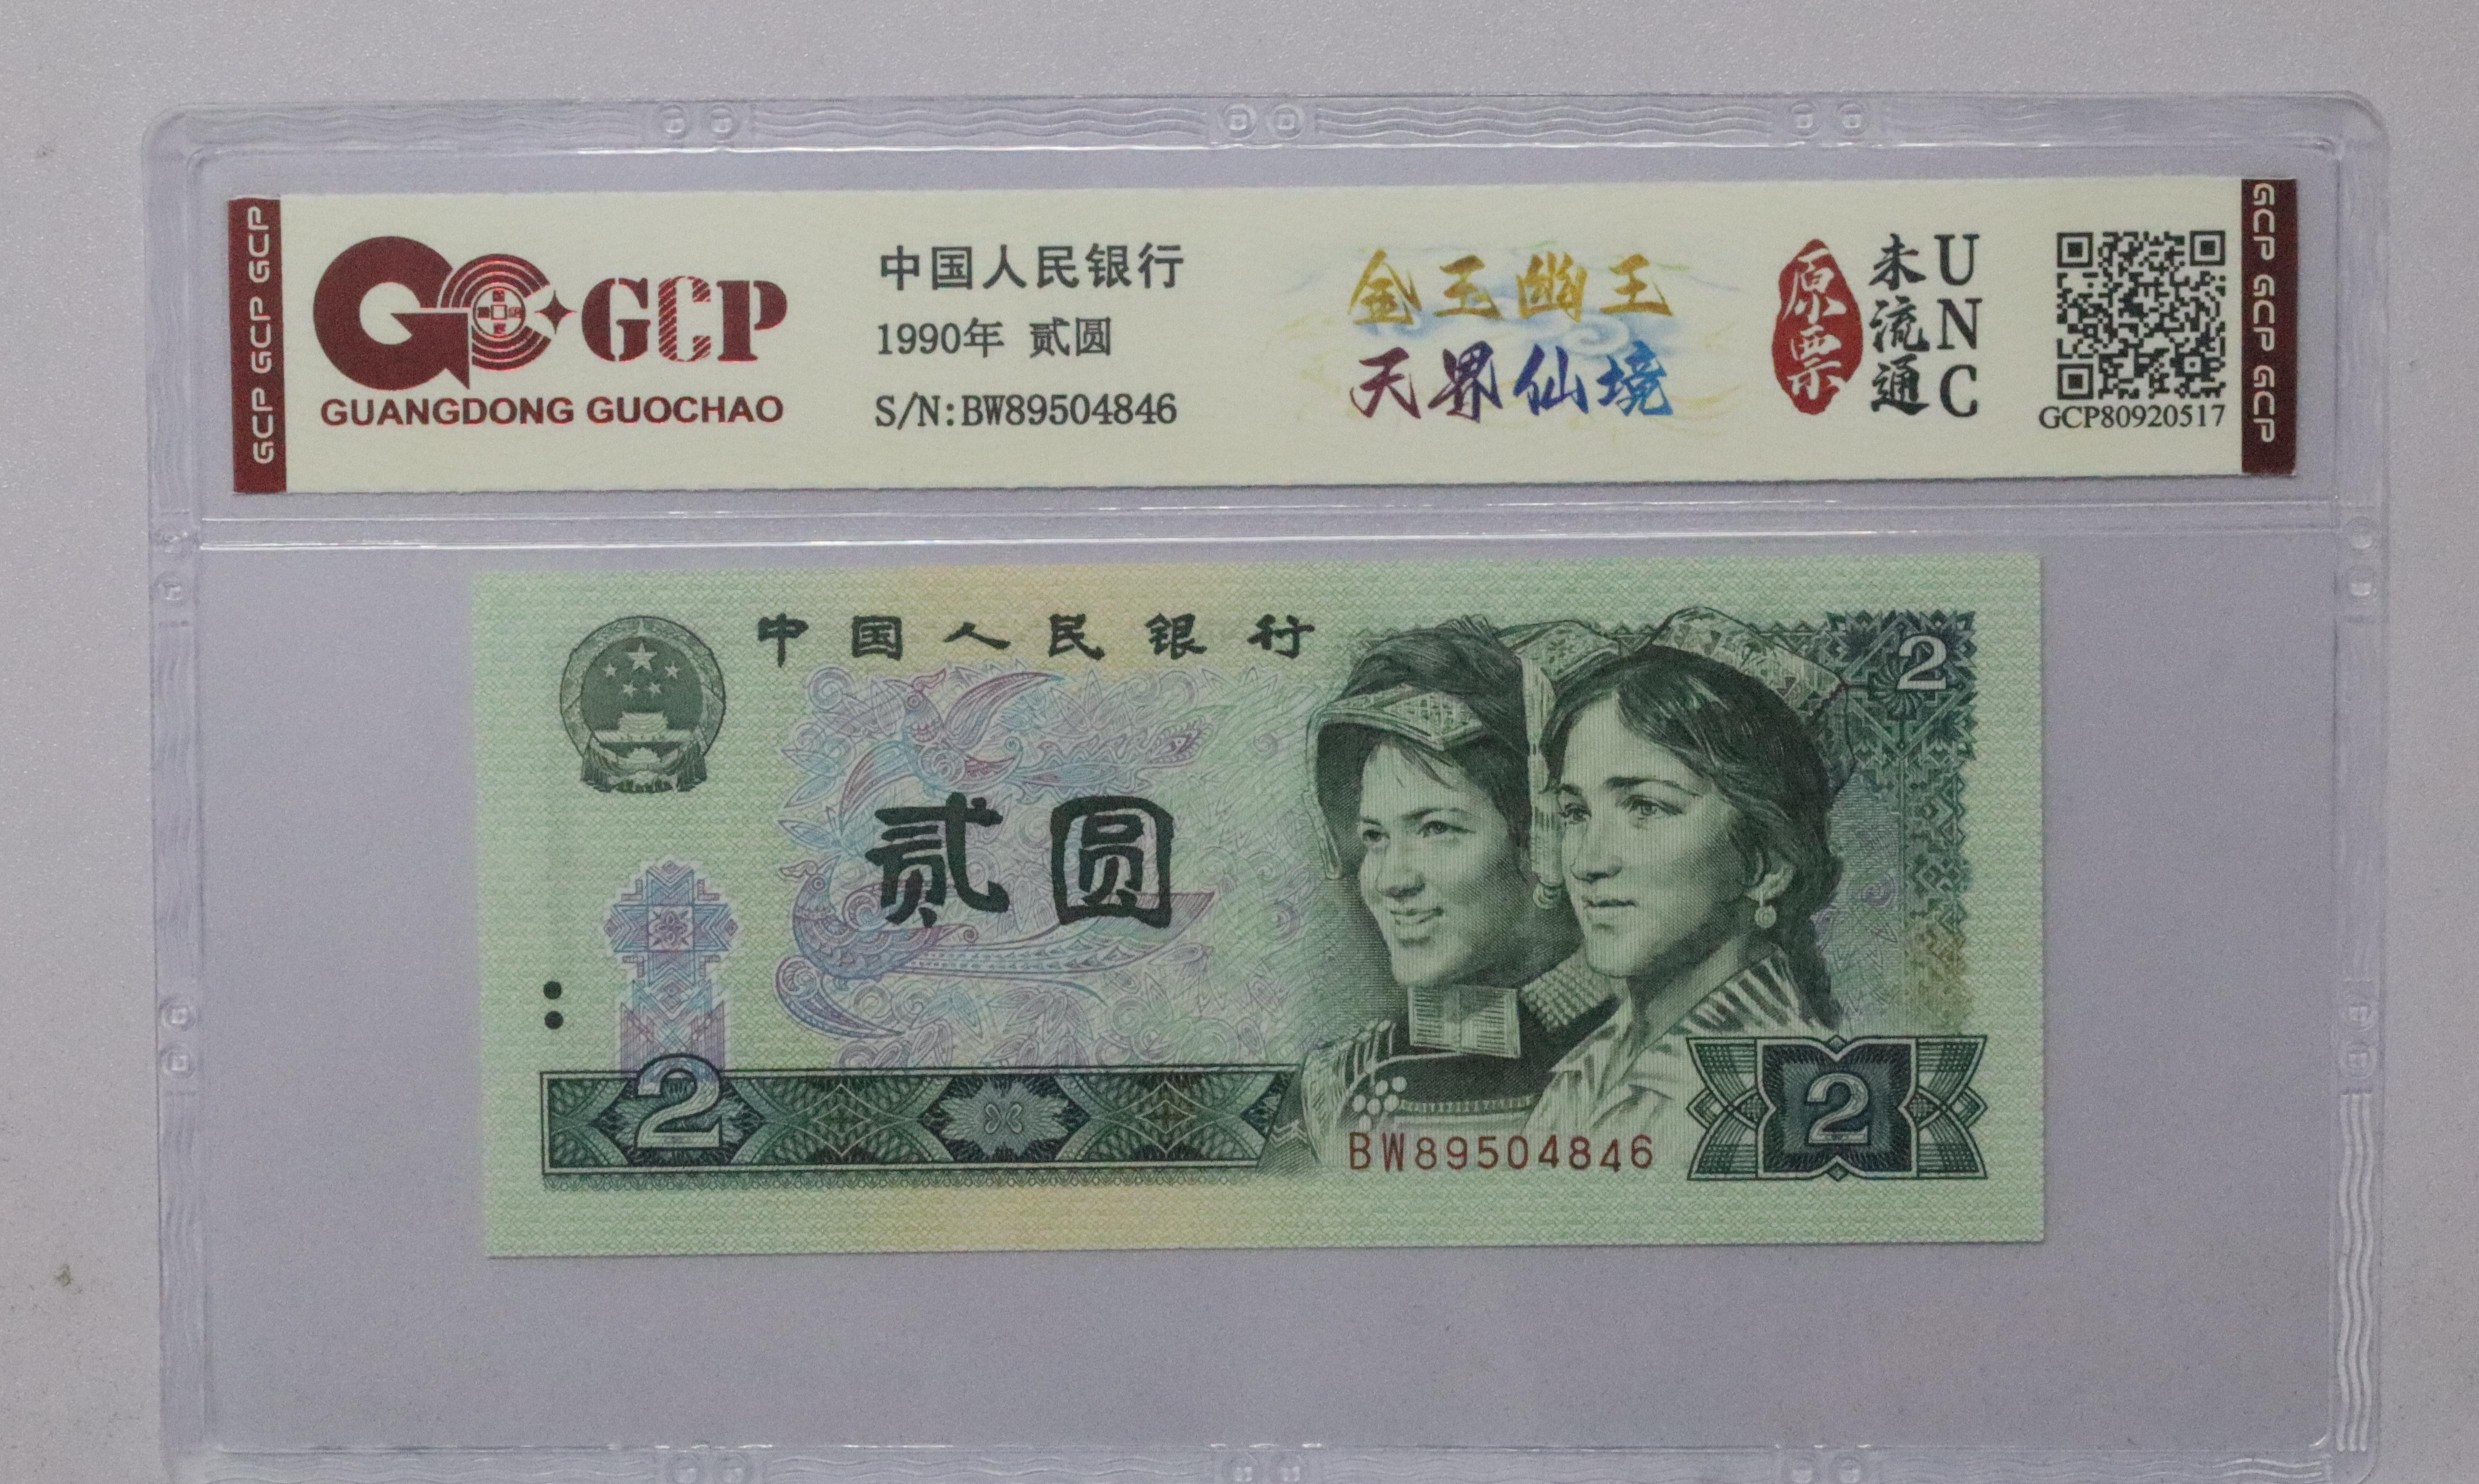 GCP GCP GCP GCP
GCP
GUANGDONG GUOCHAO
中国人民银行
1990年 贰圆
S/N:BW89504846
金玉幽王
天界仙境
原票
未流通
UNC
GCP80920517
GCP GCP GCP GCP
中国人民银行
2
贰圆
2
BW89504846
2